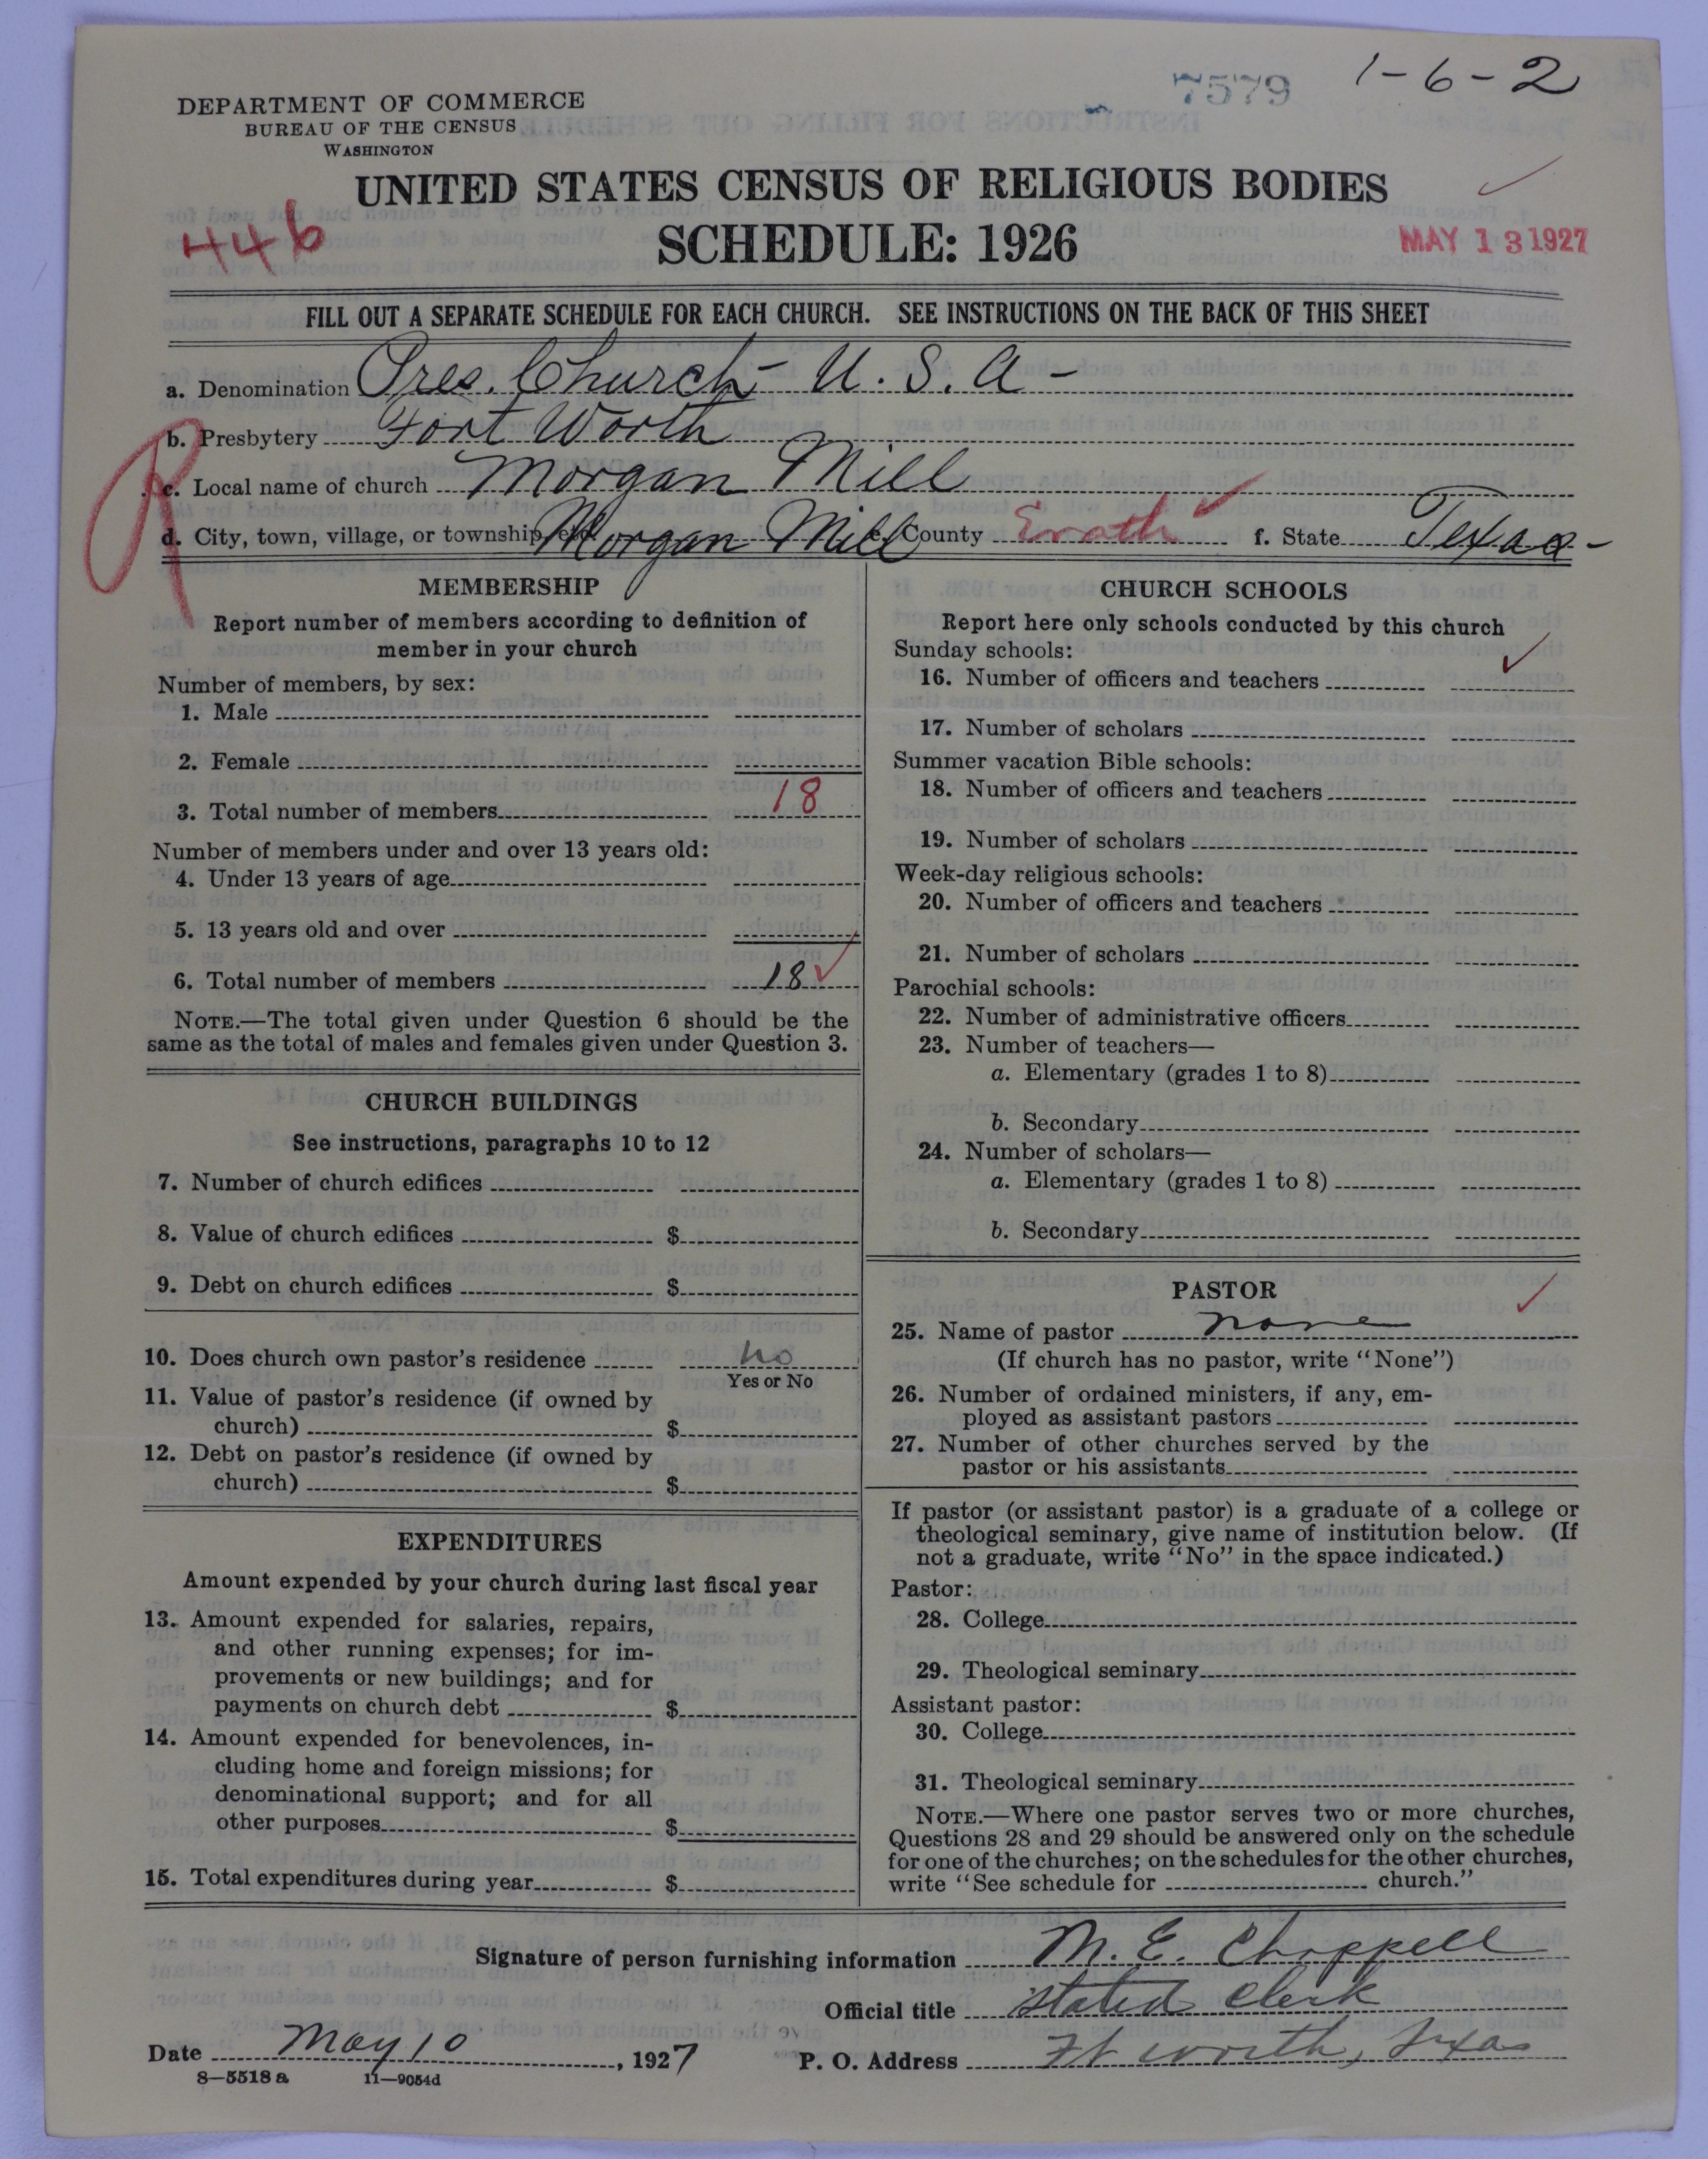 7579 1-6-2
DEPARTMENT OF COMMERCE
BUREAU OF THE CENSUS
WASHINGTON
UNITED STATES CENSUS OF RELIGIOUS BODIES
446
SCHEDULE: 1926
MAY 13 1927
FILL OUT A SEPARATE SCHEDULE FOR EACH CHURCH. SEE INSTRUCTIONS ON THE BACK OF THIS SHEET
a. Denomination Pres. Church - U. S. A -
b. Presbytery Fort Worth
R
c. Local name of church Morgan Mill
d. City, town, village, or township, etc. Morgan Mill e. County Erath ✓ f. State Texas -
MEMBERSHIP
Report number of members according to definition of
member in your church
Number of members, by sex:
1. Male
2. Female
3. Total number of members 18
Number of members under and over 13 years old:
4. Under 13 years of age
5. 13 years old and over
6. Total number of members 18 ✓
NOTE.—The total given under Question 6 should be the
same as the total of males and females given under Question 3.
CHURCH BUILDINGS
See instructions, paragraphs 10 to 12
7. Number of church edifices
8. Value of church edifices $
9. Debt on church edifices $
10. Does church own pastor's residence no
Yes or No
11. Value of pastor's residence (if owned by
church) $
12. Debt on pastor's residence (if owned by
church) $
EXPENDITURES
Amount expended by your church during last fiscal year
13. Amount expended for salaries, repairs,
and other running expenses; for im-
provements or new buildings; and for
payments on church debt $
14. Amount expended for benevolences, in-
cluding home and foreign missions; for
denominational support; and for all
other purposes $
15. Total expenditures during year $
CHURCH SCHOOLS
Report here only schools conducted by this church
Sunday schools:
16. Number of officers and teachers ✓
17. Number of scholars
Summer vacation Bible schools:
18. Number of officers and teachers
19. Number of scholars
Week-day religious schools:
20. Number of officers and teachers
21. Number of scholars
Parochial schools:
22. Number of administrative officers
23. Number of teachers—
a. Elementary (grades 1 to 8)
b. Secondary
24. Number of scholars—
a. Elementary (grades 1 to 8)
b. Secondary
PASTOR
25. Name of pastor none ✓
(If church has no pastor, write "None")
26. Number of ordained ministers, if any, em-
ployed as assistant pastors
27. Number of other churches served by the
pastor or his assistants
If pastor (or assistant pastor) is a graduate of a college or
theological seminary, give name of institution below. (If
not a graduate, write "No" in the space indicated.)
Pastor:
28. College
29. Theological seminary
Assistant pastor:
30. College
31. Theological seminary
NOTE.—Where one pastor serves two or more churches,
Questions 28 and 29 should be answered only on the schedule
for one of the churches; on the schedules for the other churches,
write "See schedule for church."
Signature of person furnishing information M. E. Chappell
Official title Stated Clerk
Date May 10, 1927 P. O. Address Ft Worth, Texas
8—5518 a 11—9054d